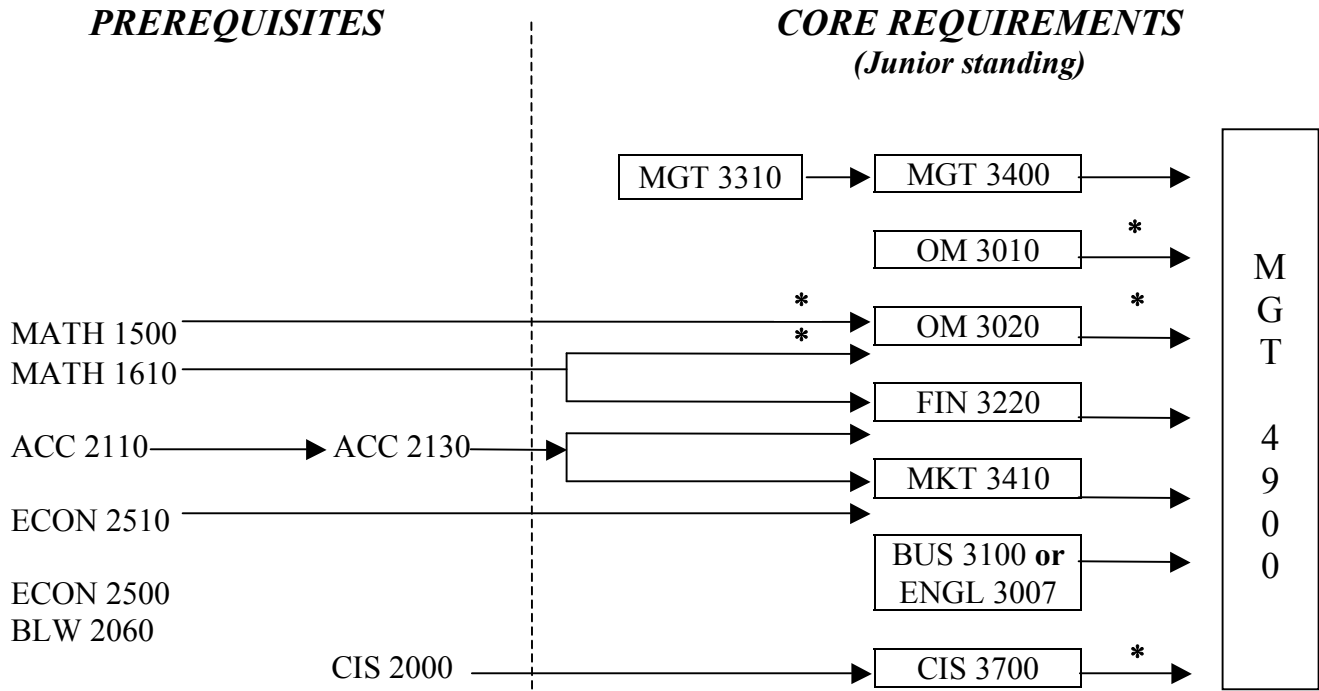 PREREQUISITES
CORE REQUIREMENTS
(Junior standing)
MGT 3310
MGT 3400
OM 3010
*
MATH 1500
*
OM 3020
*
MATH 1610
*
FIN 3220
ACC 2110
ACC 2130
MKT 3410
ECON 2510
BUS 3100 or
ENGL 3007
ECON 2500
BLW 2060
CIS 2000
CIS 3700
*
M
G
T
4
9
0
0